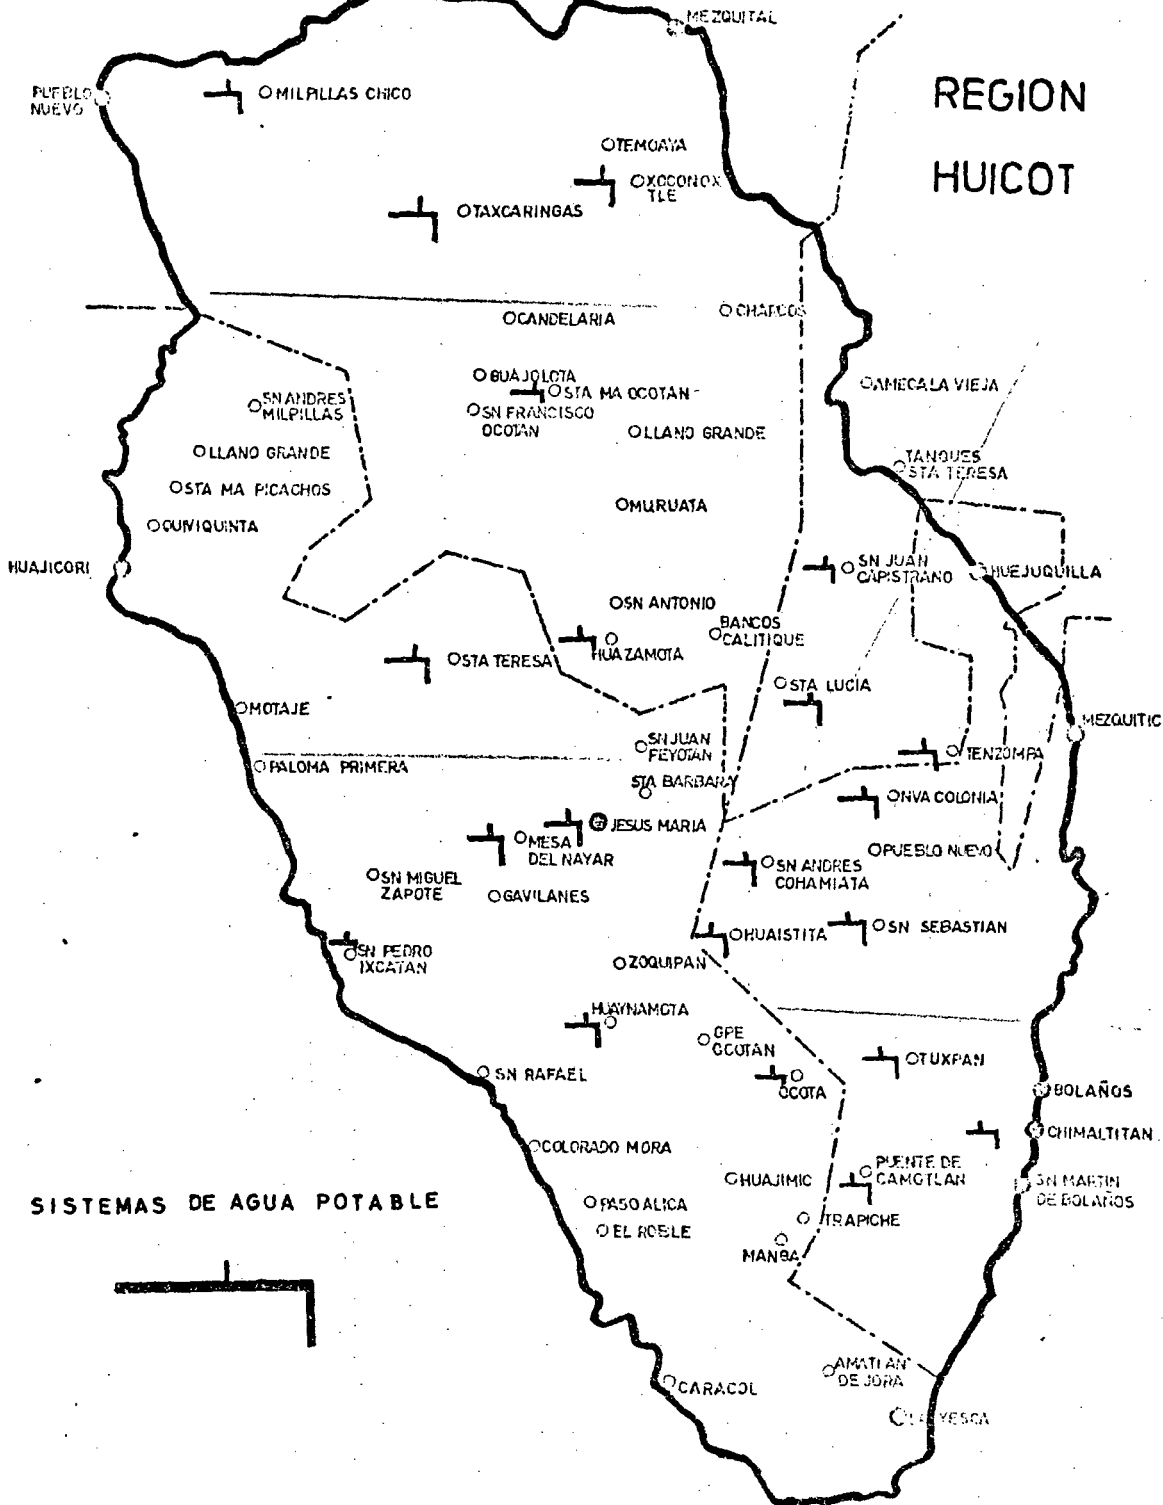 MEZQUITAL
REGION
HUICOT
PUEBLO
NUEVO
MILPILLAS CHICO
TEMOAYA
XOCONOX
TLE
TAXCARINGAS
CANDELARIA
CHARCOS
GUAJOLOTA
STA MA OCOTAN
SN FRANCISCO
OCOTAN
AMECA LA VIEJA
SN ANDRES
MILPILLAS
LLANO GRANDE
LLANO GRANDE
TANQUES
STA TERESA
STA MA PICACHOS
MURUATA
QUIVIQUINTA
HUAJICORI
SN JUAN
CAPISTRANO
HUEJUQUILLA
SN ANTONIO
BANCOS
CALITIQUE
HUAZAMOTA
STA TERESA
STA LUCIA
MOTAJE
MEZQUITIC
SN JUAN
PEYOTAN
TENZOMPA
PALOMA PRIMERA
STA BARBARA
NVA COLONIA
JESUS MARIA
MESA
DEL NAYAR
PUEBLO NUEVO
SN ANDRES
COHAMIATA
SN MIGUEL
ZAPOTE
GAVILANES
SN SEBASTIAN
HUAISTITA
SN PEDRO
IXCATAN
ZOQUIPAN
HUAYNAMOTA
GPE
OCOTAN
TUXPAN
SN RAFAEL
OCOTA
BOLAÑOS
CHIMALTITAN
COLORADO MORA
PUENTE DE
CAMOTLAN
HUAJIMIC
SN MARTIN
DE BOLAÑOS
SISTEMAS DE AGUA POTABLE
PASO ALICA
TRAPICHE
EL ROBLE
MANGA
AMATLAN
DE JORA
CARACOL
YESCA